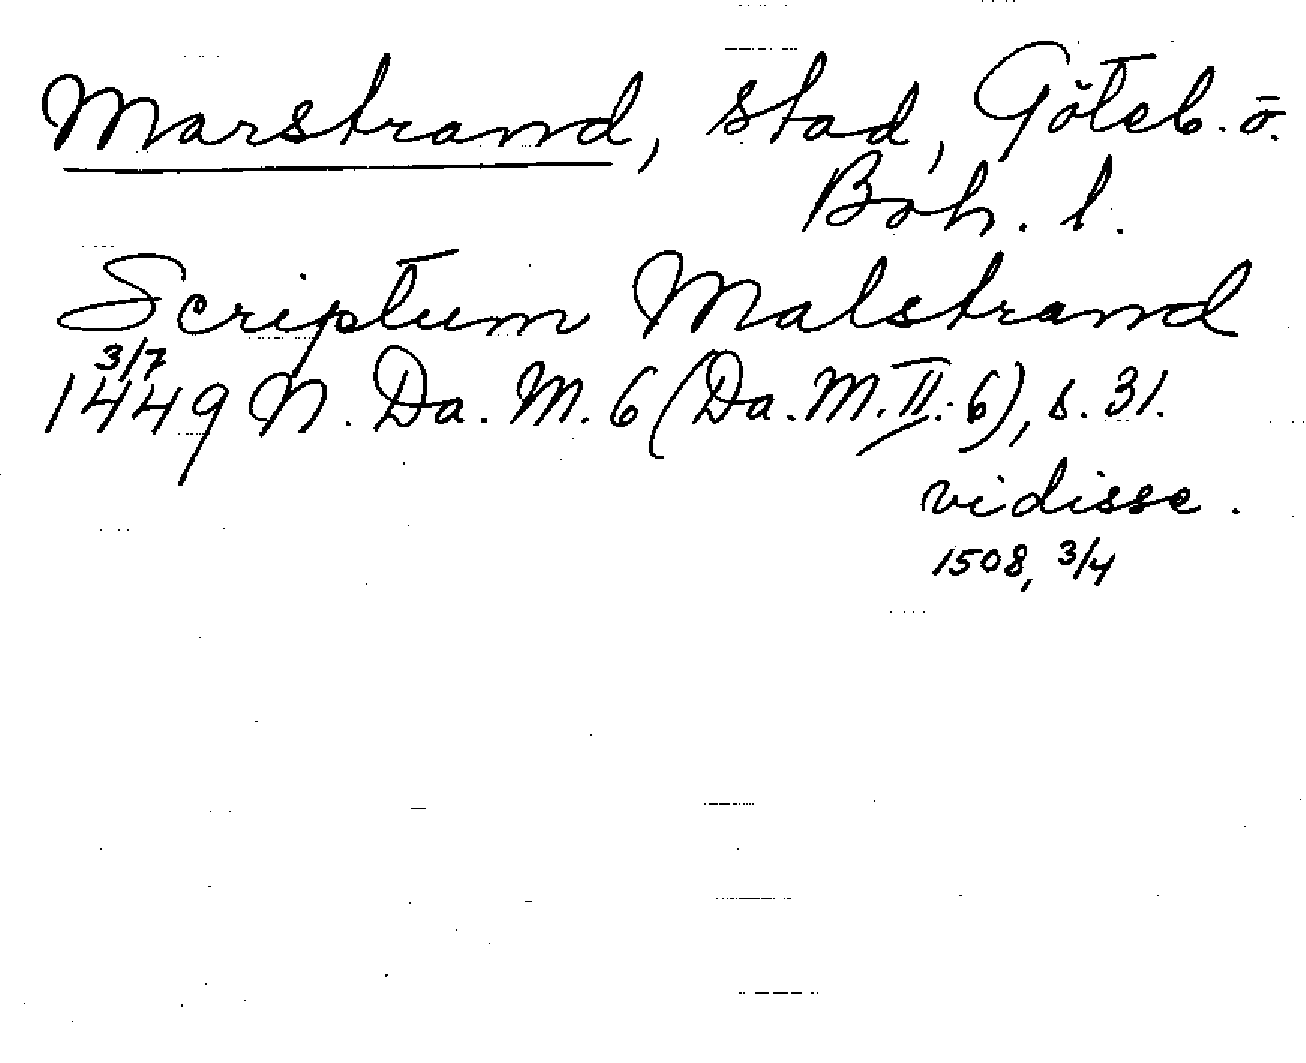 Marstrand, stad, Göteb. o.
Boh. l.
Scriptum Malstrand
3/7
1449 N. Da. M. 6 (Da. M. II: 6), s. 31.
vidisse.
1508, 3/4